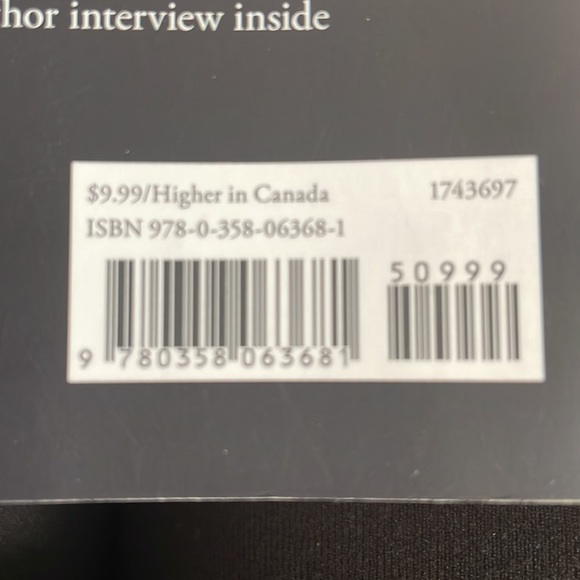 hor interview inside
$9.99/Higher in Canada 1743697
ISBN 978-0-358-06368-1
50999
9 780358 063681